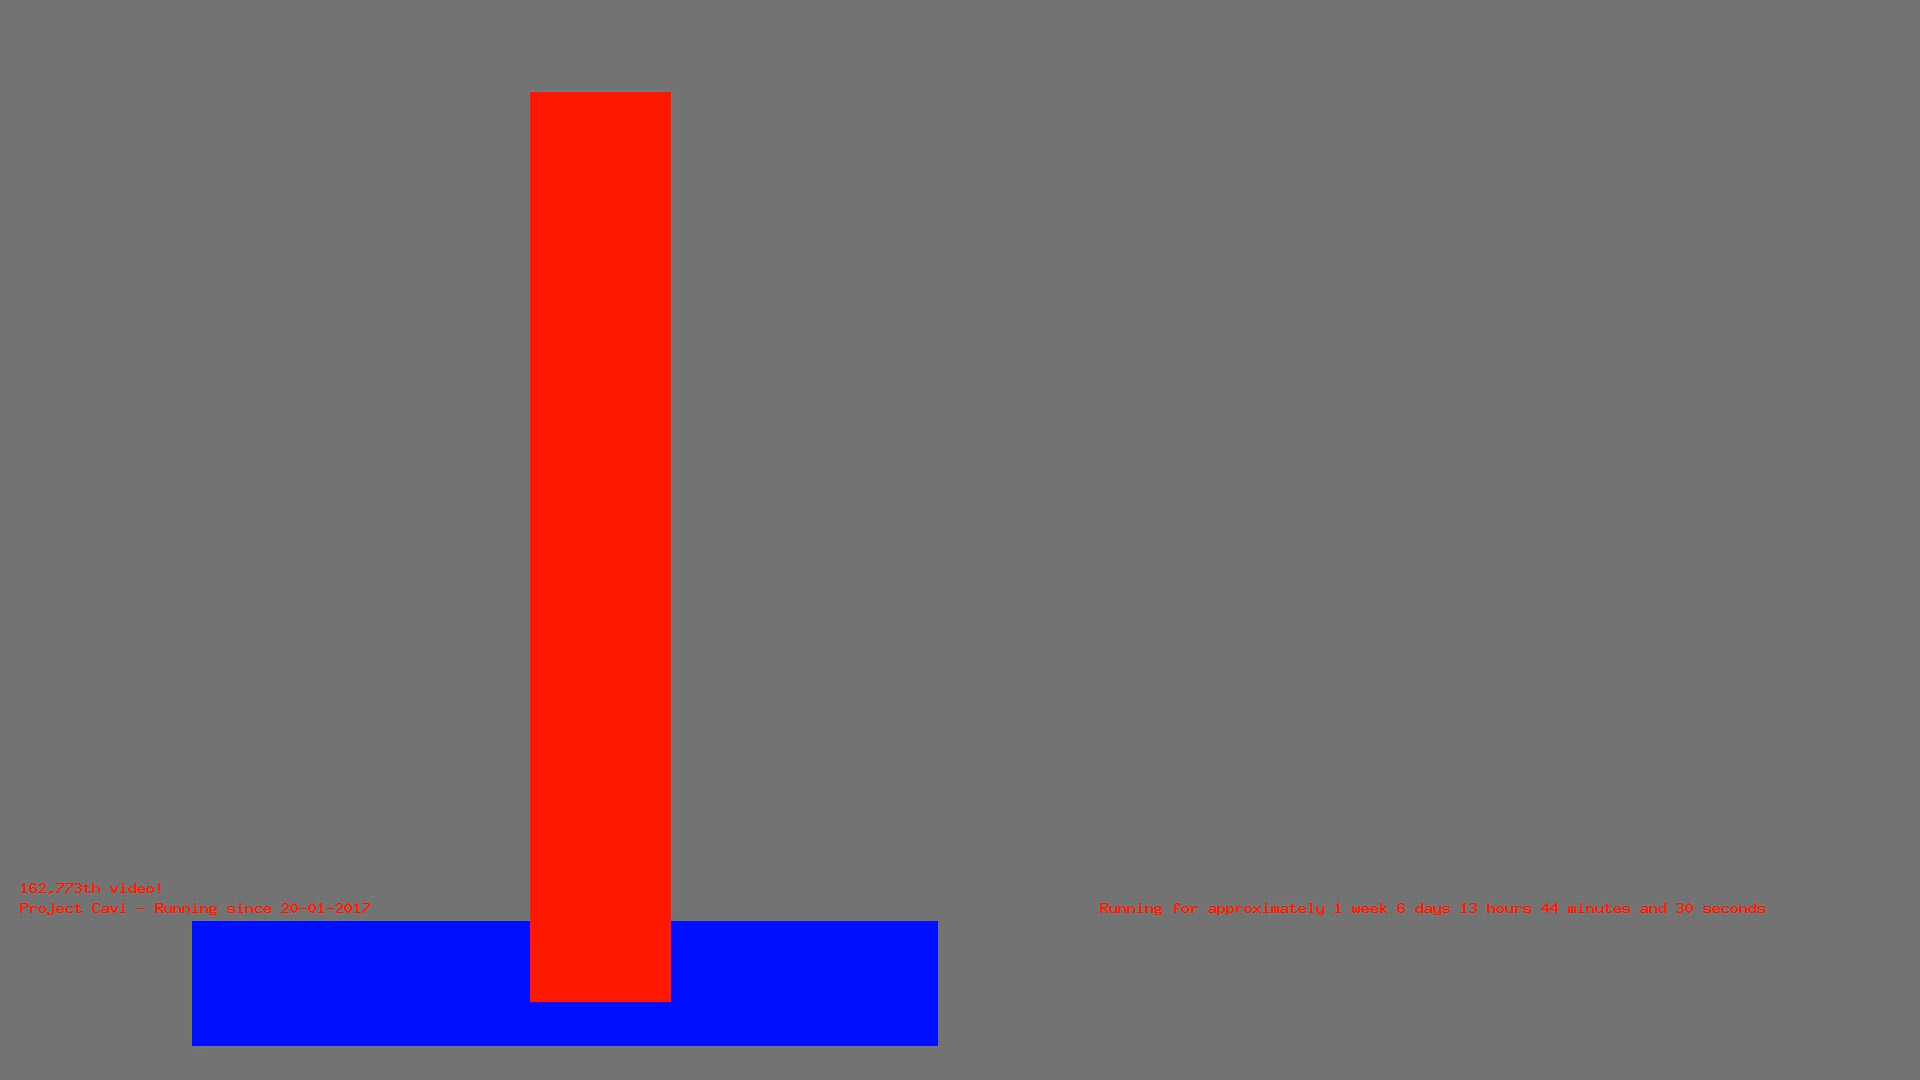 162,773th video!
Project Cavi - Running since 20-01-2017
Running for approximately 1 week 6 days 13 hours 44 minutes and 30 seconds